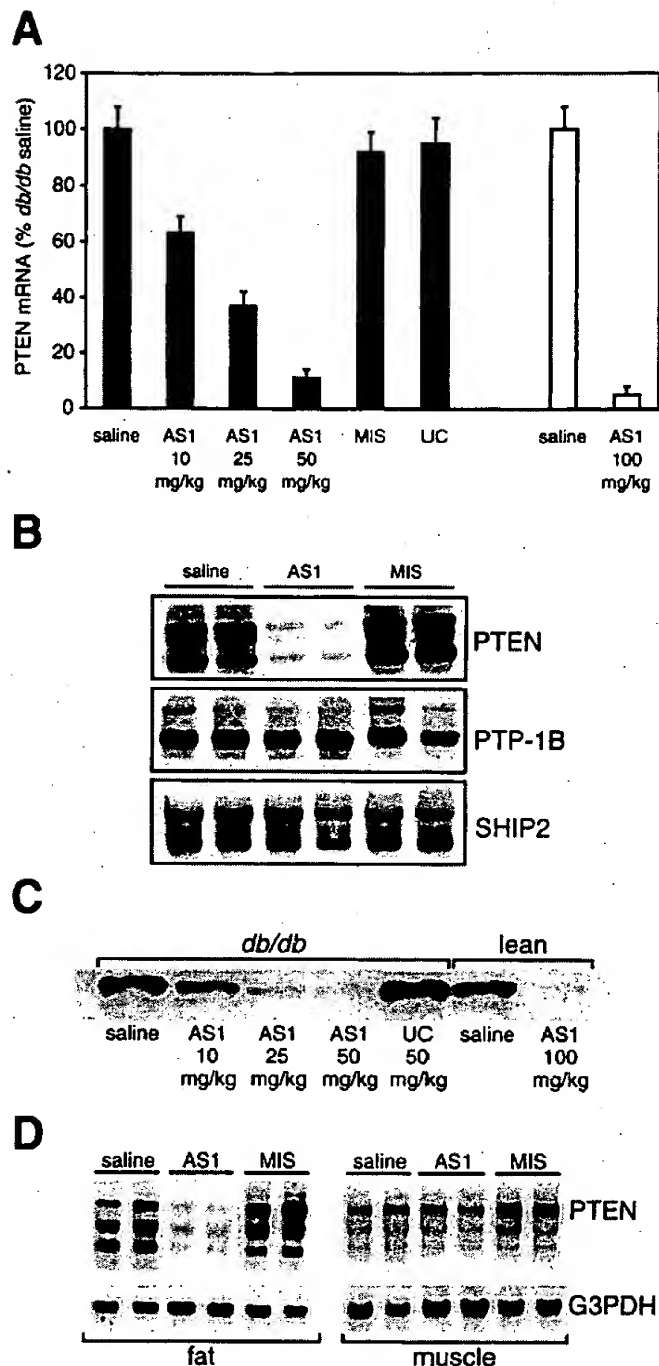 A
120
100
80
60
40
20
0
PTEN mRNA (% db/db saline)
saline AS1 10 mg/kg AS1 25 mg/kg AS1 50 mg/kg MIS UC saline AS1 100 mg/kg
B
saline AS1 MIS
PTEN
PTP-1B
SHIP2
C
db/db lean
saline AS1 10 mg/kg AS1 25 mg/kg AS1 50 mg/kg UC 50 mg/kg saline AS1 100 mg/kg
D
saline AS1 MIS saline AS1 MIS
PTEN
G3PDH
fat muscle